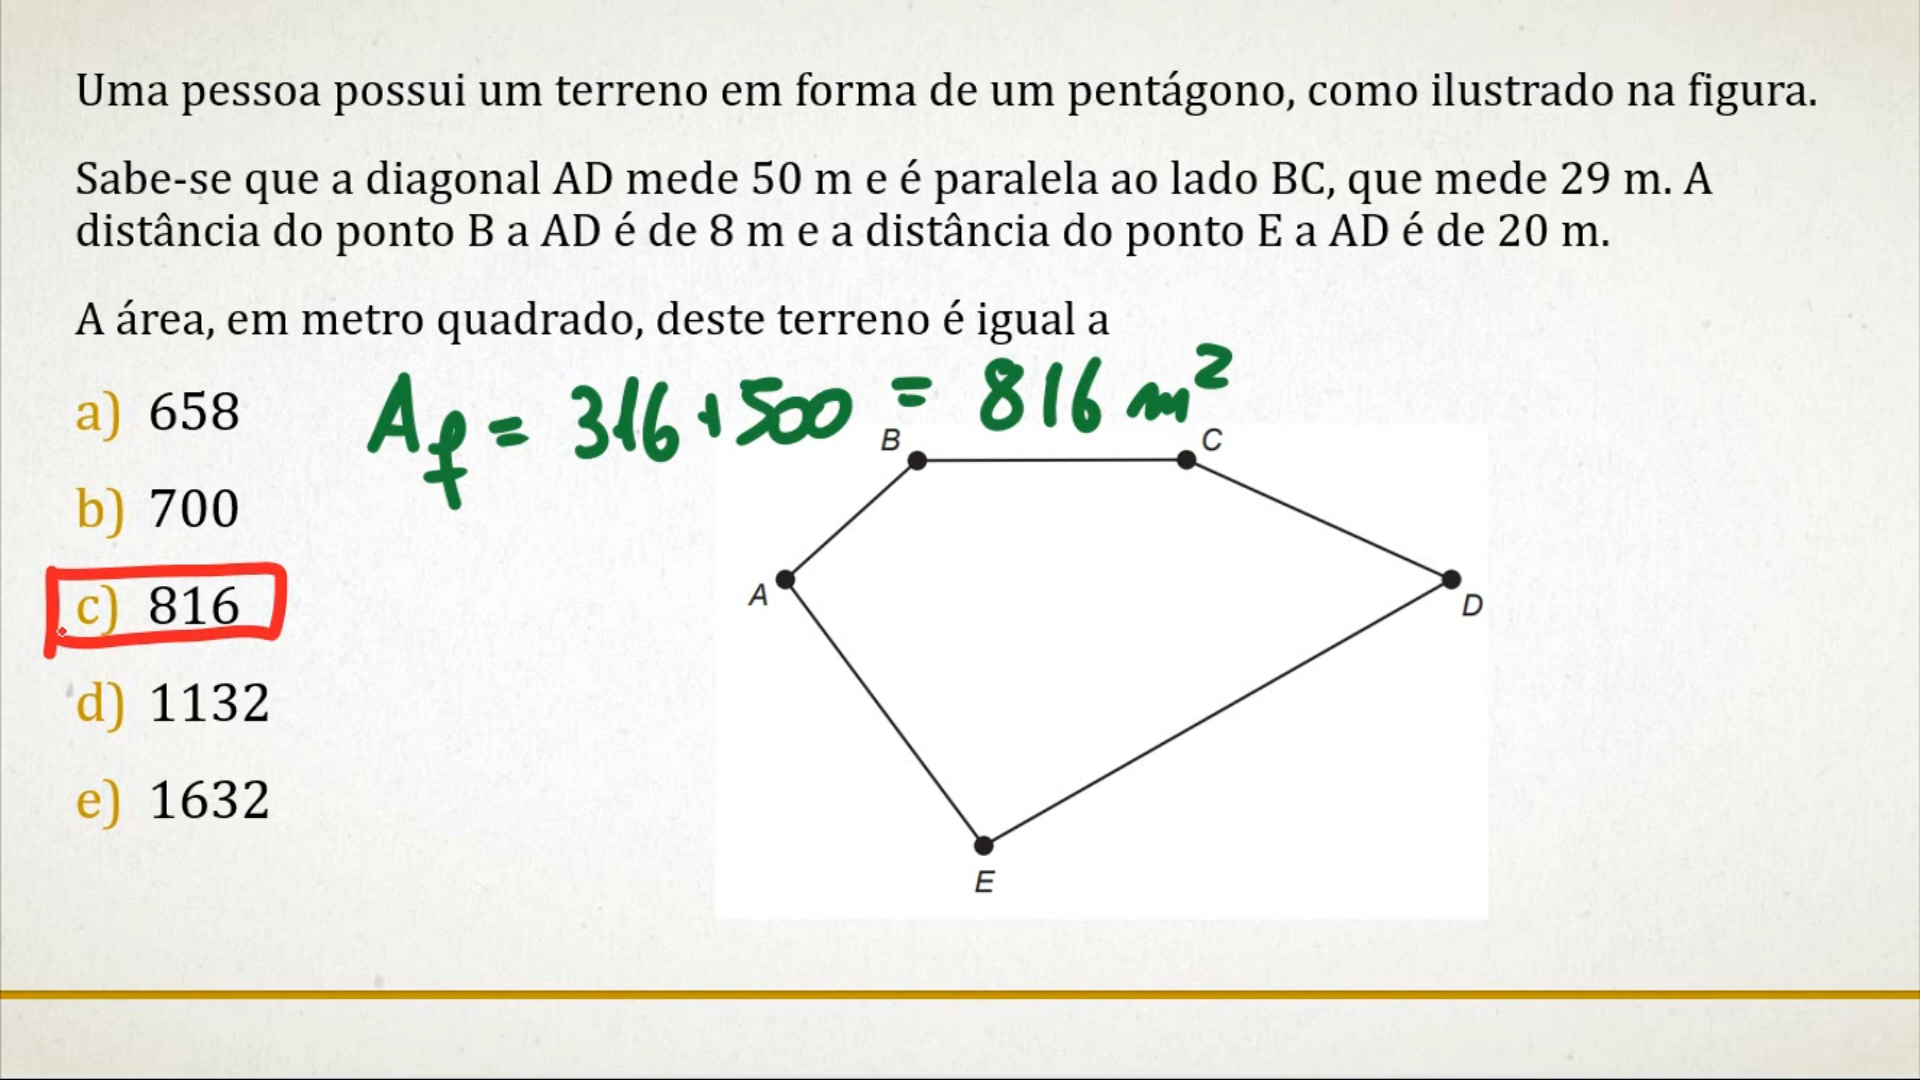 Uma pessoa possui um terreno em forma de um pentágono, como ilustrado na figura.
Sabe-se que a diagonal AD mede 50 m e é paralela ao lado BC, que mede 29 m. A
distância do ponto B a AD é de 8 m e a distância do ponto E a AD é de 20 m.
A área, em metro quadrado, deste terreno é igual a
a) 658
A_f = 316 + 500 = 816 m²
b) 700
c) 816
d) 1132
e) 1632
B
C
A
D
E